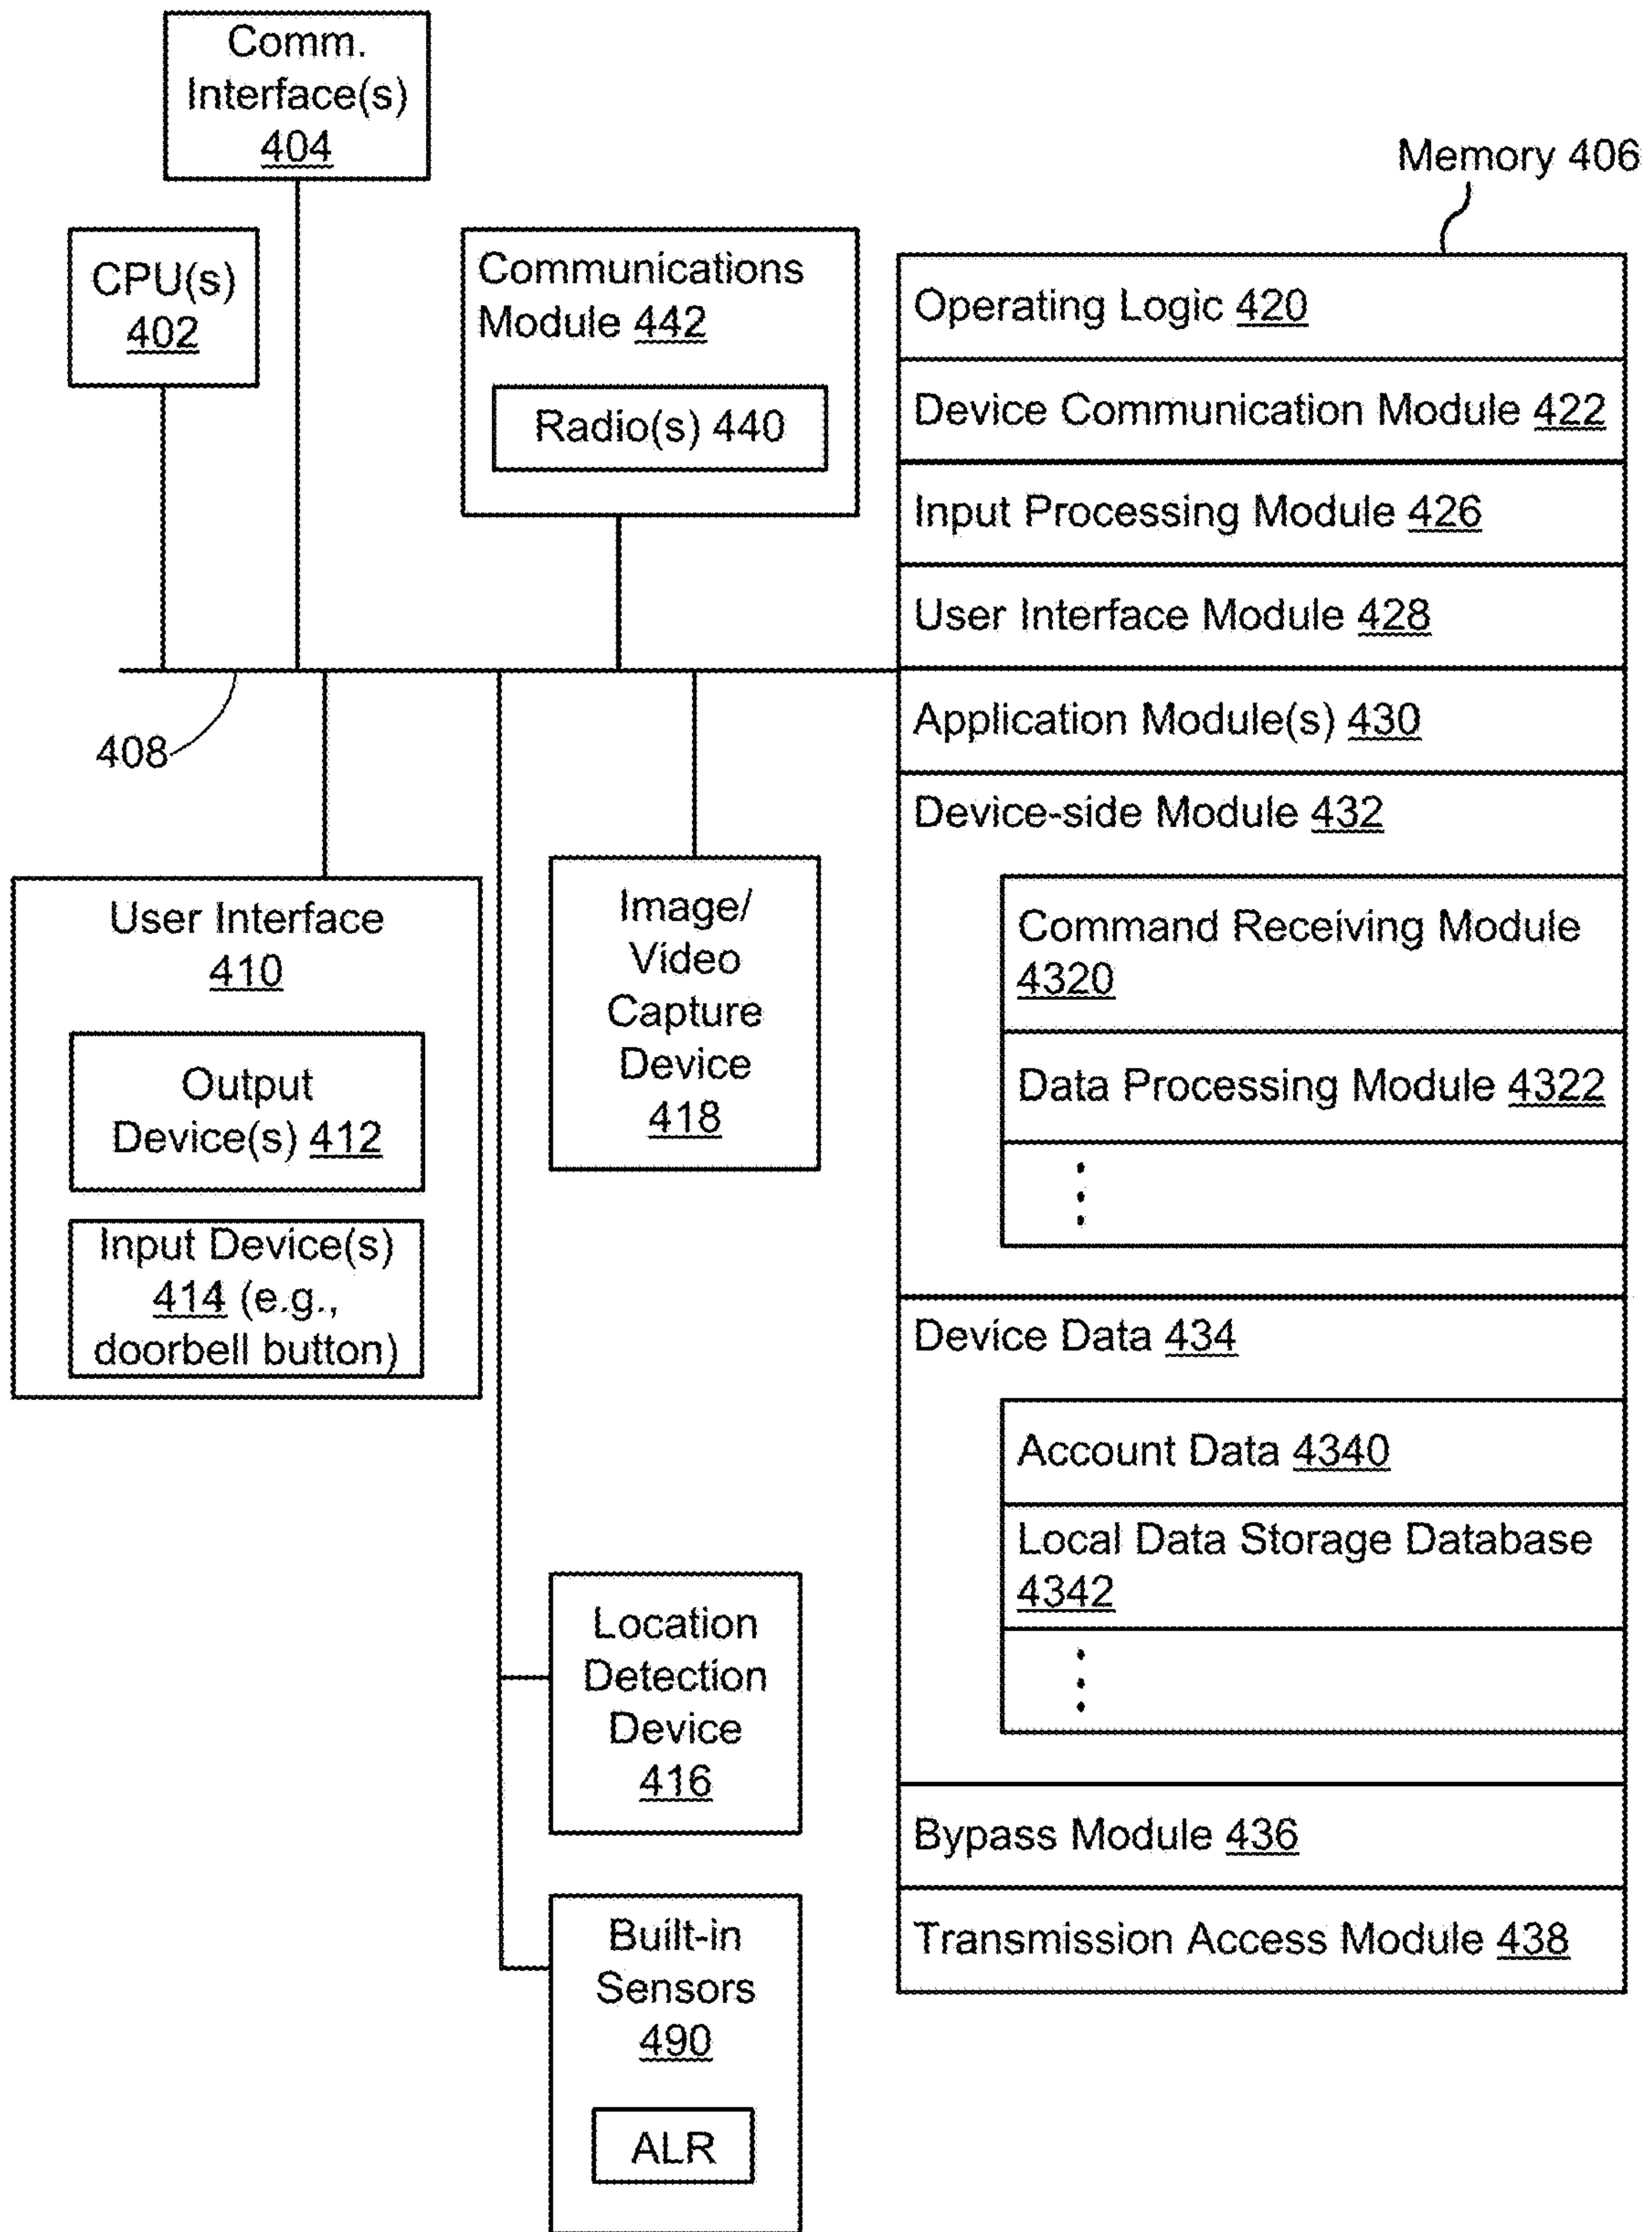 Comm.
Interface(s)
404
Memory 406
CPU(s)
402
Communications
Module 442
Radio(s) 440
408
User Interface
410
Output
Device(s) 412
Input Device(s)
414 (e.g.,
doorbell button)
Image/
Video
Capture
Device
418
Location
Detection
Device
416
Built-in
Sensors
490
ALR
Operating Logic 420
Device Communication Module 422
Input Processing Module 426
User Interface Module 428
Application Module(s) 430
Device-side Module 432
Command Receiving Module
4320
Data Processing Module 4322
Device Data 434
Account Data 4340
Local Data Storage Database
4342
Bypass Module 436
Transmission Access Module 438